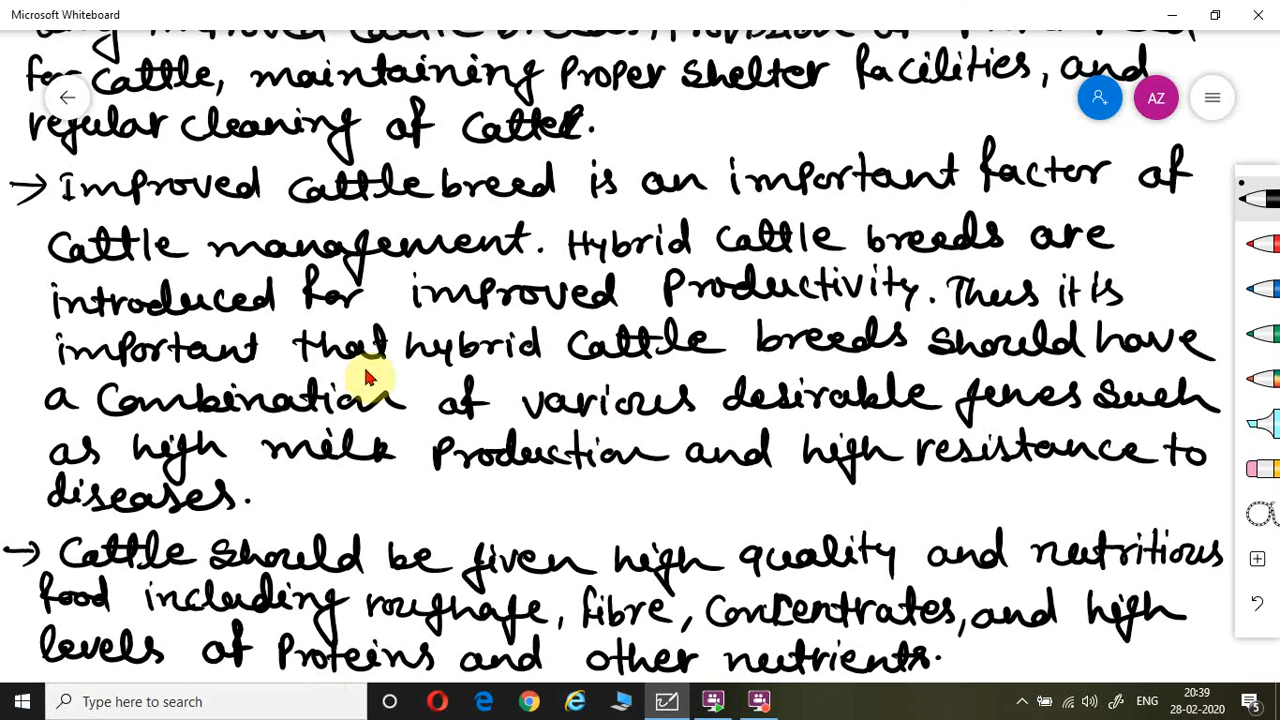 Microsoft Whiteboard
for cattle, maintaining proper shelter facilities, and
regular cleaning of cattle.
→ Improved cattle breed is an important factor of
cattle management. Hybrid cattle breeds are
introduced for improved productivity. Thus it is
important that hybrid cattle breeds should have
a combination of various desirable genes such
as high milk production and high resistance to
diseases.
→ Cattle should be given high quality and nutritious
food including roughage, fibre, concentrates, and high
levels of proteins and other nutrients.
AZ
Type here to search
ENG
20:39
28-02-2020
5